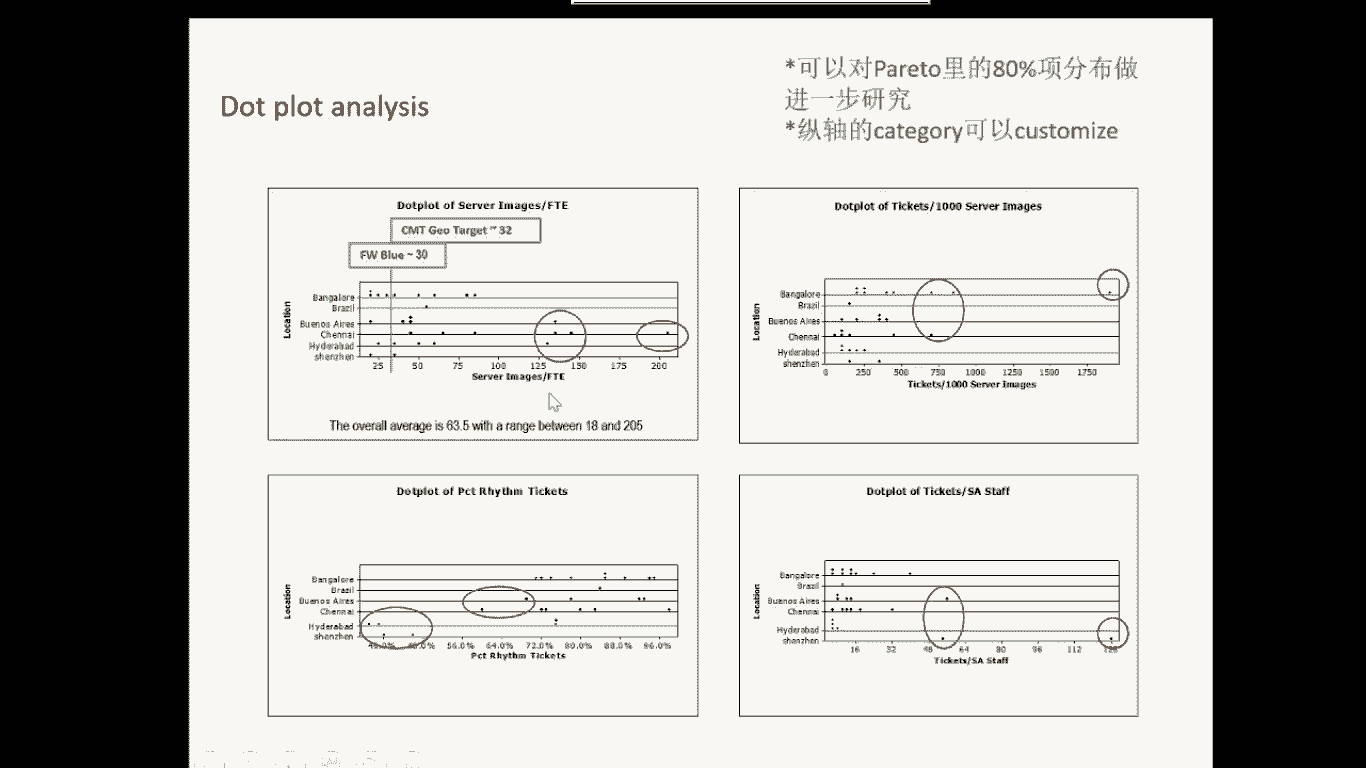 Dot plot analysis
*可以对Pareto里的80%项分布做
进一步研究
*纵轴的category可以customize
Dotplot of Server Images/FTE
CMT Geo Target ~ 32
FW Blue ~ 30
Location
Bangalore
Brazil
Buenos Aires
Chennai
Hyderabad
shenzhen
25 50 75 100 125 150 175 200
Server Images/FTE
The overall average is 63.5 with a range between 18 and 205
Dotplot of Tickets/1000 Server Images
Location
Bangalore
Brazil
Buenos Aires
Chennai
Hyderabad
shenzhen
0 250 500 750 1000 1250 1500 1750
Tickets/1000 Server Images
Dotplot of Pct Rhythm Tickets
Location
Bangalore
Brazil
Buenos Aires
Chennai
Hyderabad
shenzhen
56.0% 64.0% 72.0% 80.0% 88.0% 96.0%
Pct Rhythm Tickets
Dotplot of Tickets/SA Staff
Location
Bangalore
Brazil
Buenos Aires
Chennai
Hyderabad
shenzhen
16 32 48 64 80 96 112 128
Tickets/SA Staff